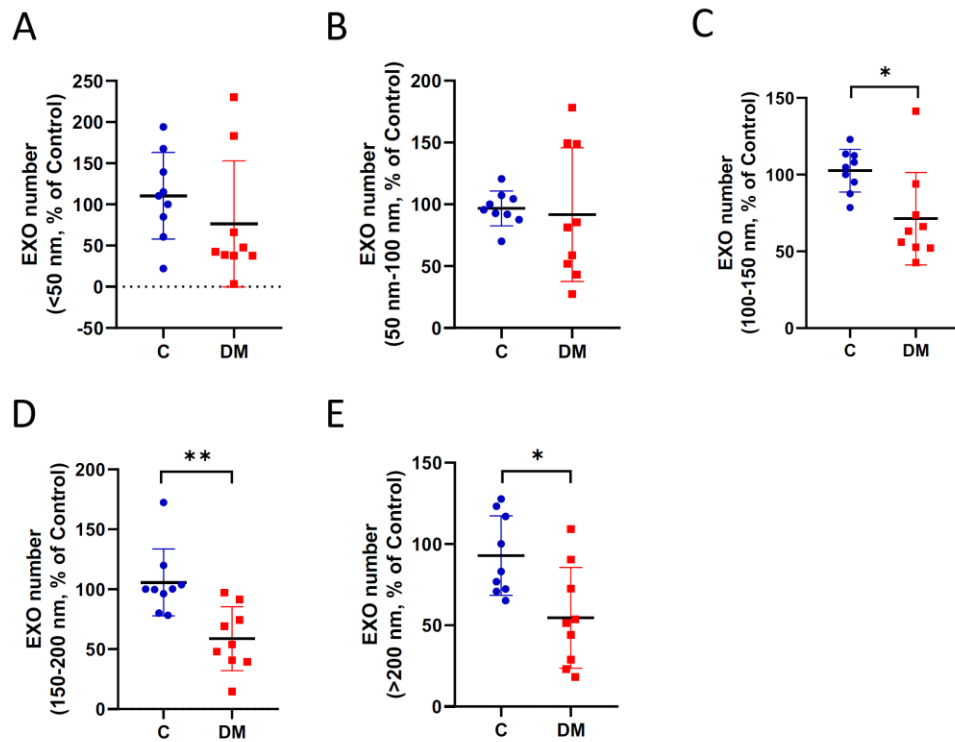 A
EXO number
(<50 nm, % of Control)
250
200
150
100
50
0
-50
C
DM
B
EXO number
(50 nm-100 nm, % of Control)
200
150
100
50
0
C
DM
C
EXO number
(100-150 nm, % of Control)
150
100
50
0
*
C
DM
D
EXO number
(150-200 nm, % of Control)
200
150
100
50
0
**
C
DM
E
EXO number
(>200 nm, % of Control)
150
100
50
0
*
C
DM